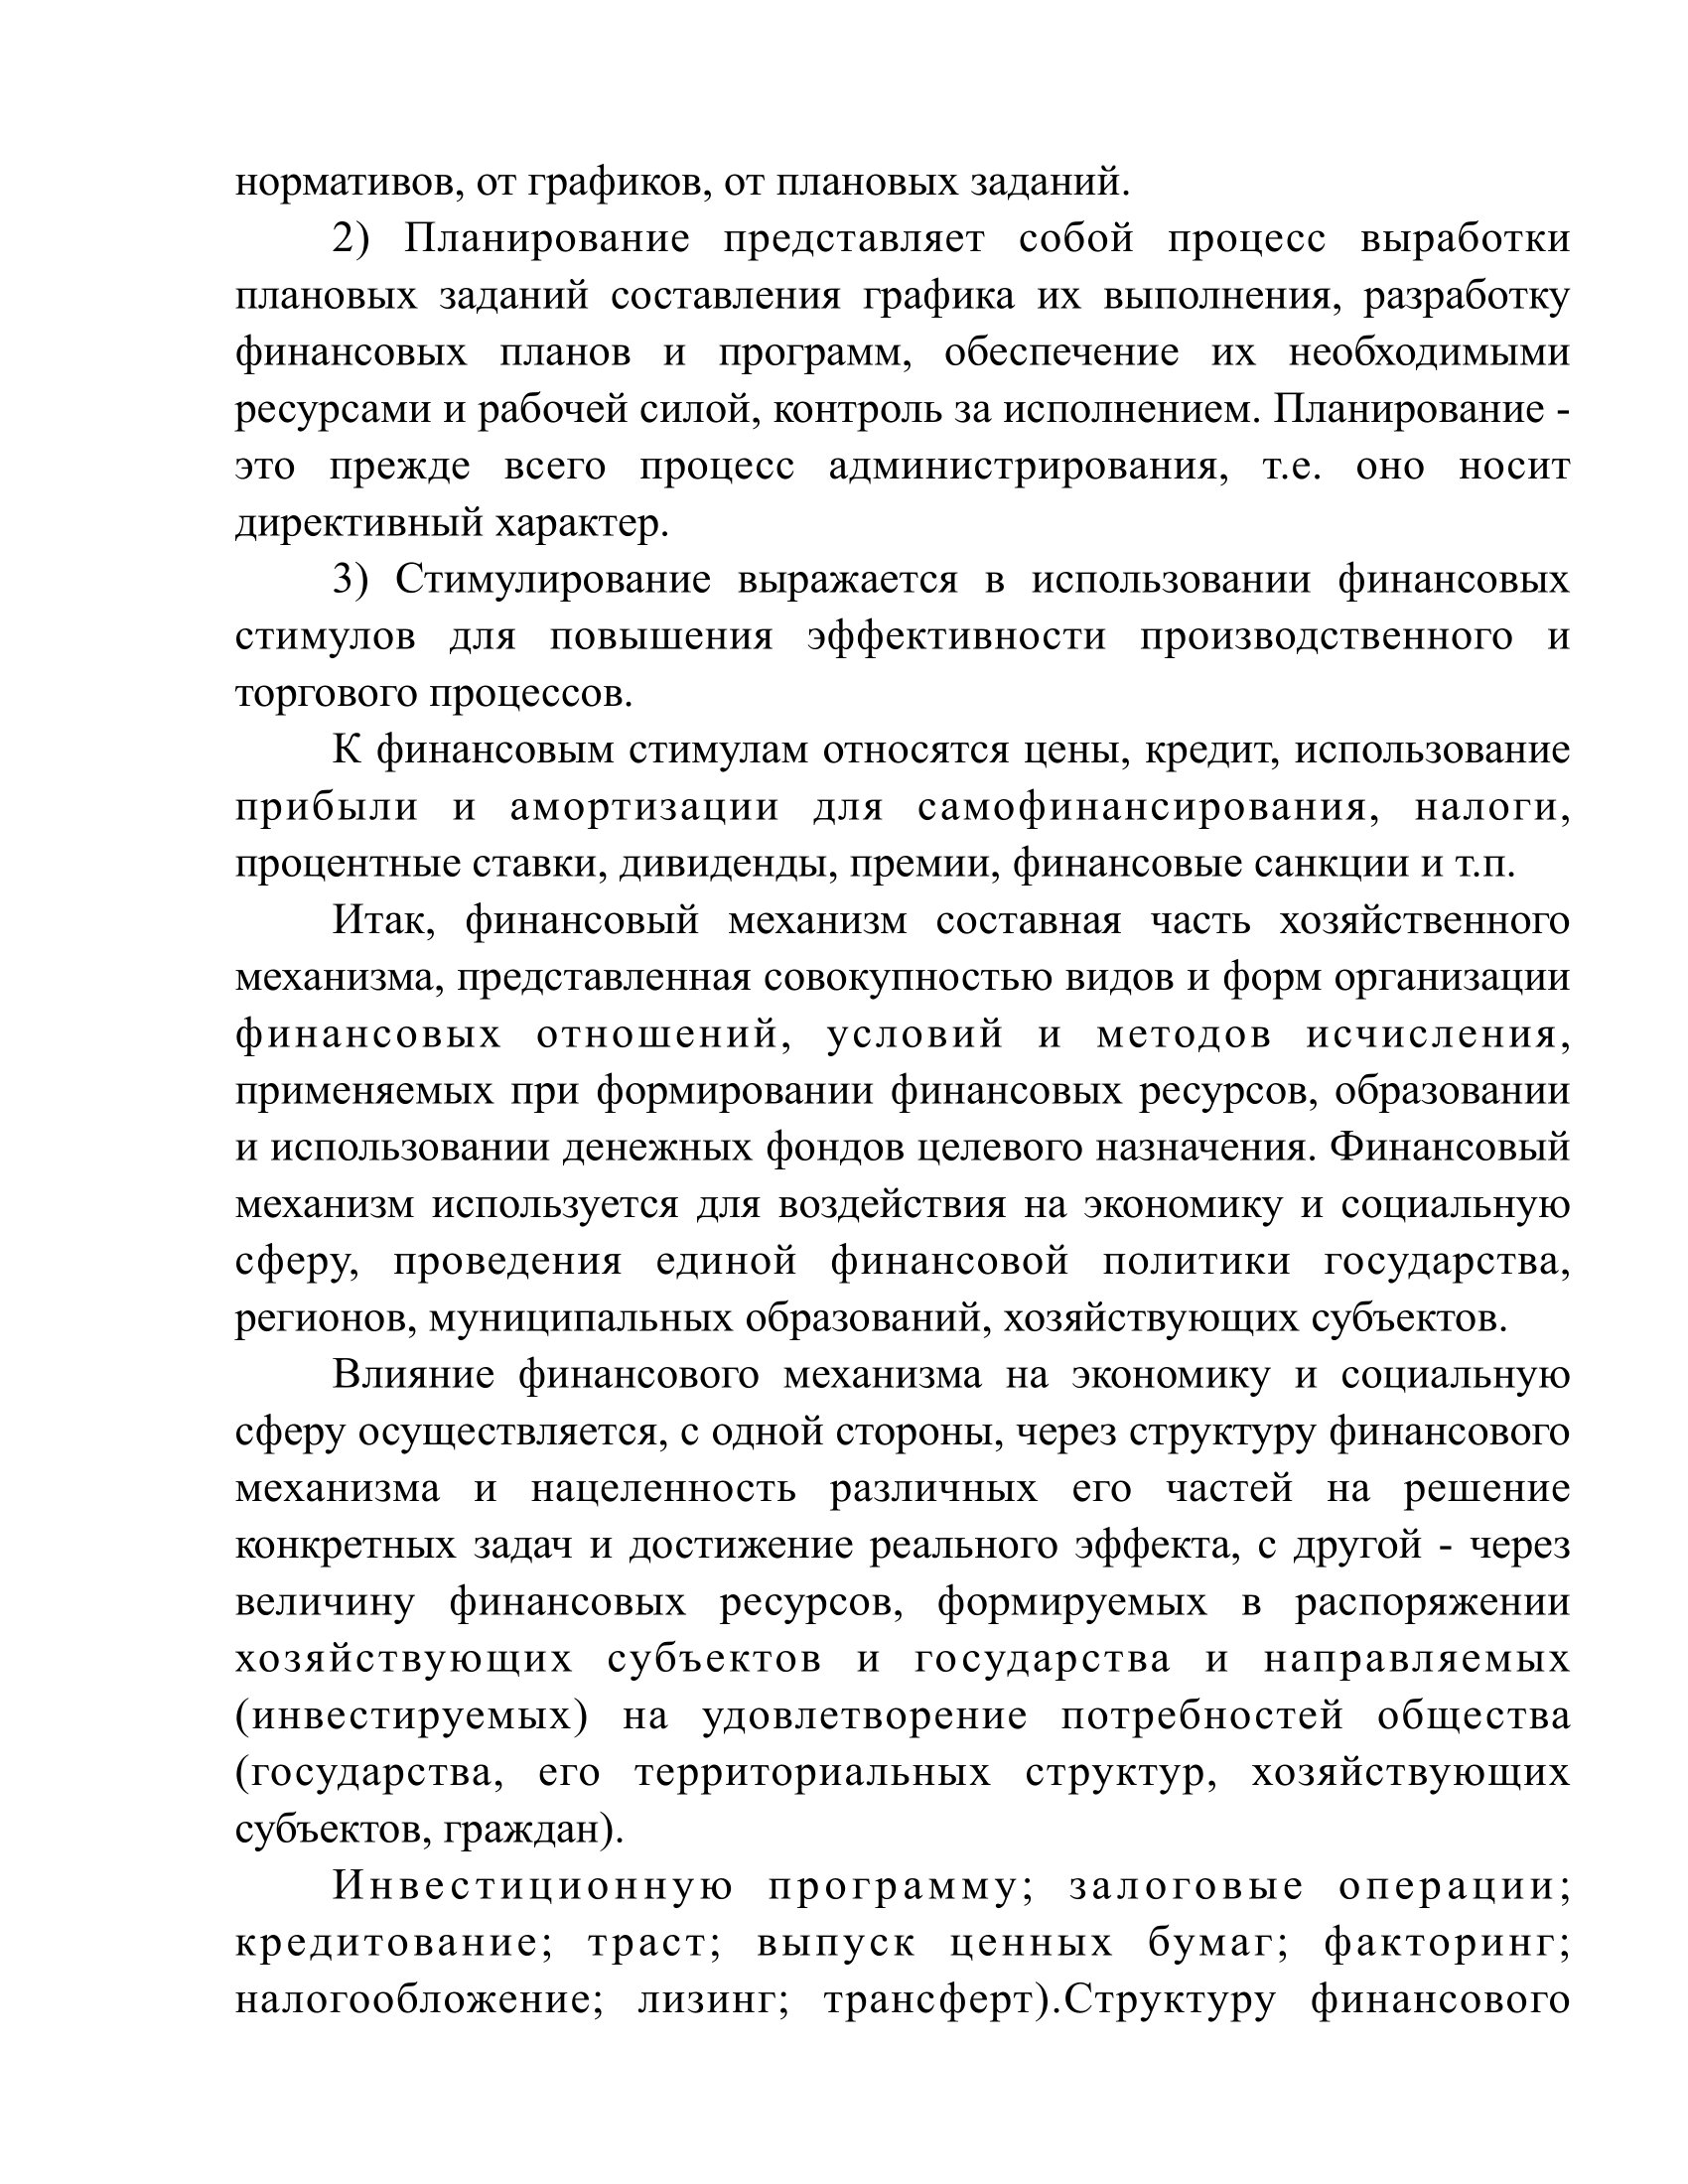 нормативов, от графиков, от плановых заданий.
2) Планирование представляет собой процесс выработки
плановых заданий составления графика их выполнения, разработку
финансовых планов и программ, обеспечение их необходимыми
ресурсами и рабочей силой, контроль за исполнением. Планирование -
это прежде всего процесс администрирования, т.е. оно носит
директивный характер.
3) Стимулирование выражается в использовании финансовых
стимулов для повышения эффективности производственного и
торгового процессов.
К финансовым стимулам относятся цены, кредит, использование
прибыли и амортизации для самофинансирования, налоги,
процентные ставки, дивиденды, премии, финансовые санкции и т.п.
Итак, финансовый механизм составная часть хозяйственного
механизма, представленная совокупностью видов и форм организации
финансовых отношений, условий и методов исчисления,
применяемых при формировании финансовых ресурсов, образовании
и использовании денежных фондов целевого назначения. Финансовый
механизм используется для воздействия на экономику и социальную
сферу, проведения единой финансовой политики государства,
регионов, муниципальных образований, хозяйствующих субъектов.
Влияние финансового механизма на экономику и социальную
сферу осуществляется, с одной стороны, через структуру финансового
механизма и нацеленность различных его частей на решение
конкретных задач и достижение реального эффекта, с другой - через
величину финансовых ресурсов, формируемых в распоряжении
хозяйствующих субъектов и государства и направляемых
(инвестируемых) на удовлетворение потребностей общества
(государства, его территориальных структур, хозяйствующих
субъектов, граждан).
Инвестиционную программу; залоговые операции;
кредитование; траст; выпуск ценных бумаг; факторинг;
налогообложение; лизинг; трансферт).Структуру финансового